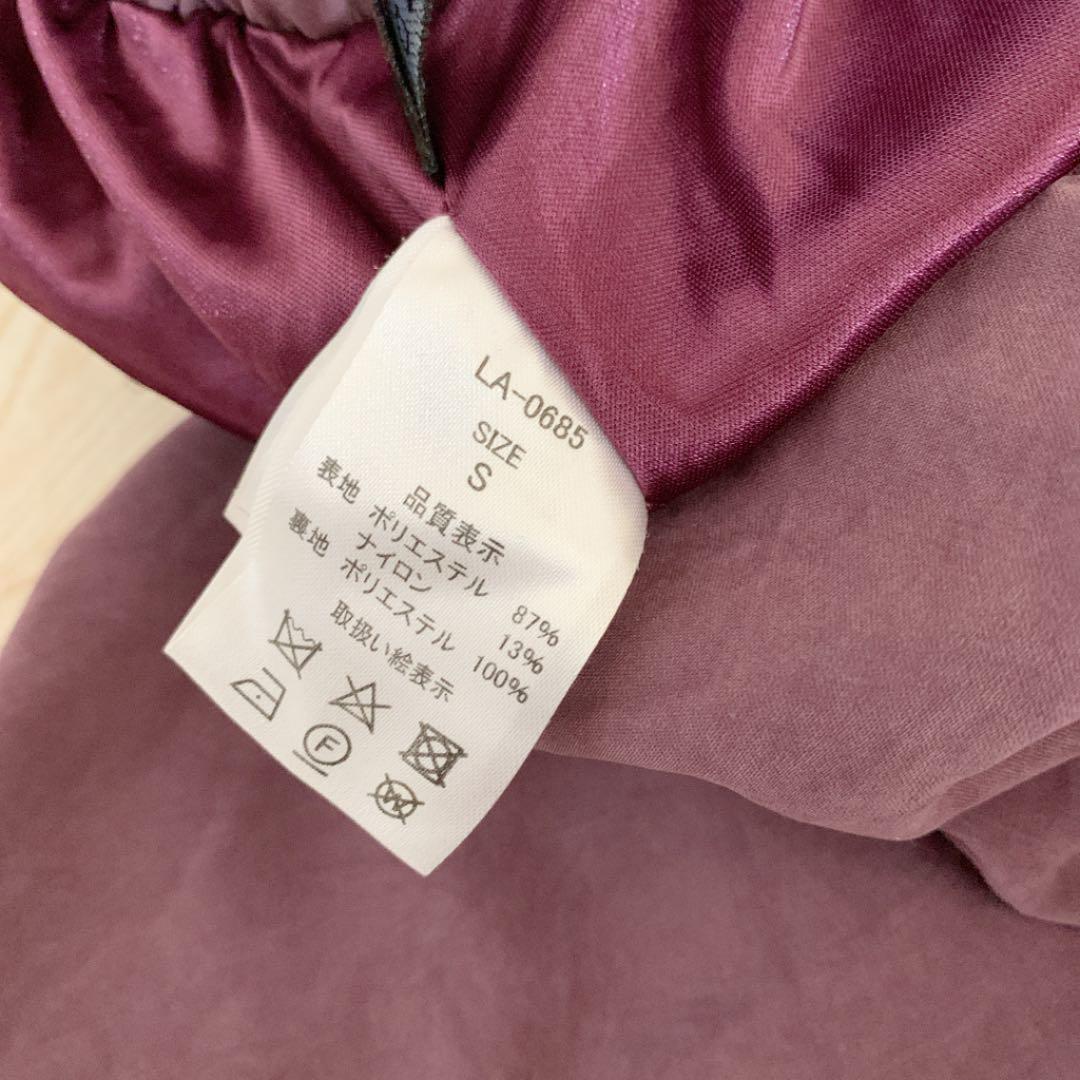 LA-0685
SIZE
S
品質表示
表地 ポリエステル 87%
ナイロン 13%
裏地 ポリエステル 100%
取扱い絵表示
F
W